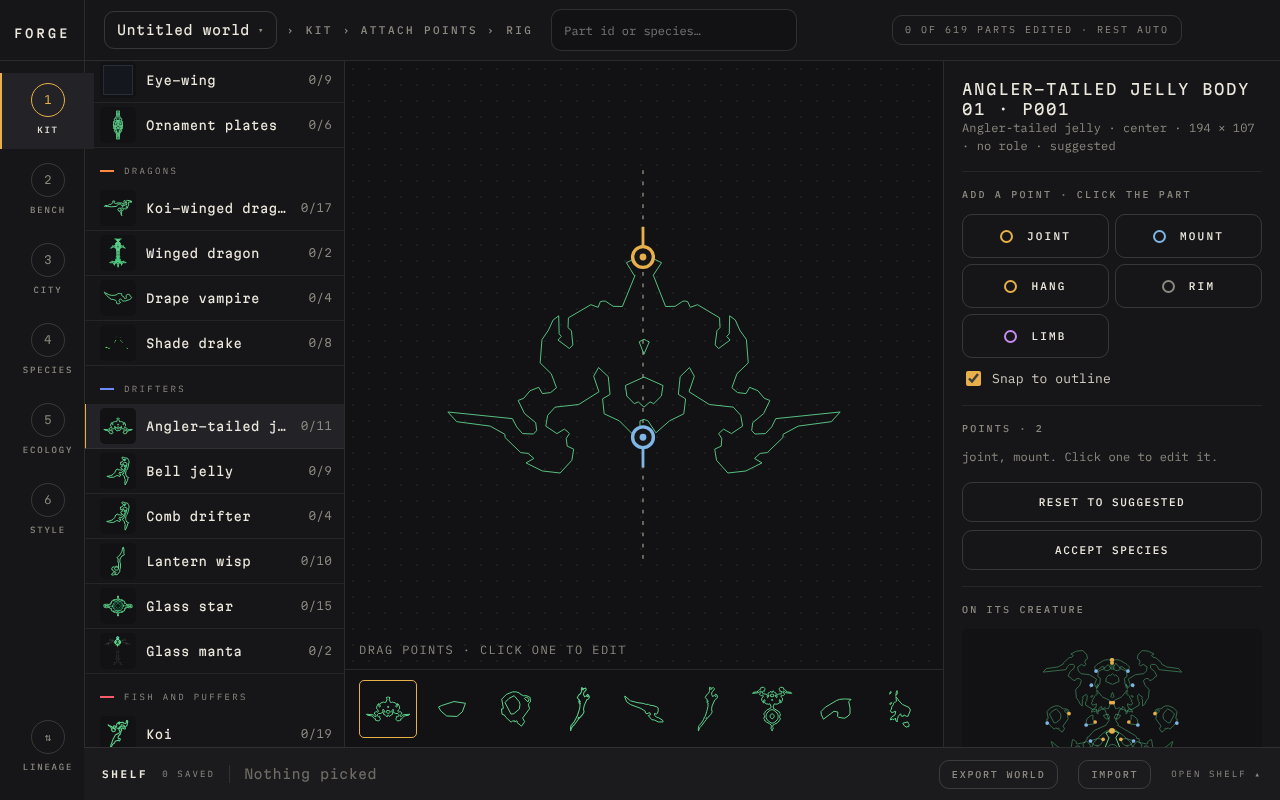 FORGE
Untitled world ▾ › KIT › ATTACH POINTS › RIG
Part id or species…
0 OF 619 PARTS EDITED · REST AUTO
1
KIT
2
BENCH
3
CITY
4
SPECIES
5
ECOLOGY
6
STYLE
⇅
LINEAGE
Eye-wing 0/9
Ornament plates 0/6
DRAGONS
Koi-winged drag… 0/17
Winged dragon 0/2
Drape vampire 0/4
Shade drake 0/8
DRIFTERS
Angler-tailed j… 0/11
Bell jelly 0/9
Comb drifter 0/4
Lantern wisp 0/10
Glass star 0/15
Glass manta 0/2
FISH AND PUFFERS
Koi 0/19
DRAG POINTS · CLICK ONE TO EDIT
ANGLER-TAILED JELLY BODY
01 · P001
Angler-tailed jelly · center · 194 × 107
· no role · suggested
ADD A POINT · CLICK THE PART
JOINT
MOUNT
HANG
RIM
LIMB
Snap to outline
POINTS · 2
joint, mount. Click one to edit it.
RESET TO SUGGESTED
ACCEPT SPECIES
ON ITS CREATURE
SHELF 0 SAVED Nothing picked
EXPORT WORLD
IMPORT
OPEN SHELF ▴